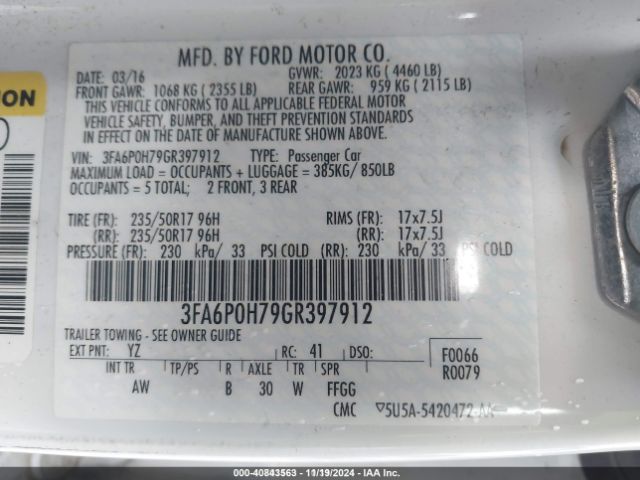 MFD. BY FORD MOTOR CO.
DATE: 03/16 GVWR: 2023 KG ( 4460 LB)
FRONT GAWR: 1068 KG ( 2355 LB) REAR GAWR: 959 KG ( 2115 LB)
THIS VEHICLE CONFORMS TO ALL APPLICABLE FEDERAL MOTOR
VEHICLE SAFETY, BUMPER, AND THEFT PREVENTION STANDARDS
IN EFFECT ON THE DATE OF MANUFACTURE SHOWN ABOVE.
VIN: 3FA6P0H79GR397912 TYPE: Passenger Car
MAXIMUM LOAD = OCCUPANTS + LUGGAGE = 385KG/ 850LB
OCCUPANTS = 5 TOTAL; 2 FRONT, 3 REAR
TIRE (FR): 235/50R17 96H RIMS (FR): 17x7.5J
(RR): 235/50R17 96H (RR): 17x7.5J
PRESSURE (FR): 230 kPa/ 33 PSI COLD (RR): 230 kPa/ 33 PSI COLD
3FA6P0H79GR397912
TRAILER TOWING - SEE OWNER GUIDE
EXT PNT: YZ RC: 41 DSO: F0066
INT TR TP/PS R AXLE TR SPR R0079
AW B 30 W FFGG
CMC 5U5A-5420472-
000-40843563 - 11/19/2024 - IAA Inc.